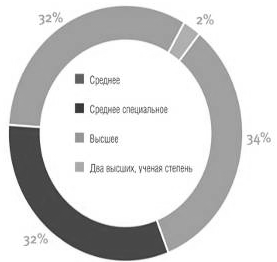 32%
2%
Среднее
Среднее специальное
Высшее
34%
Два высших, ученая степень
32%